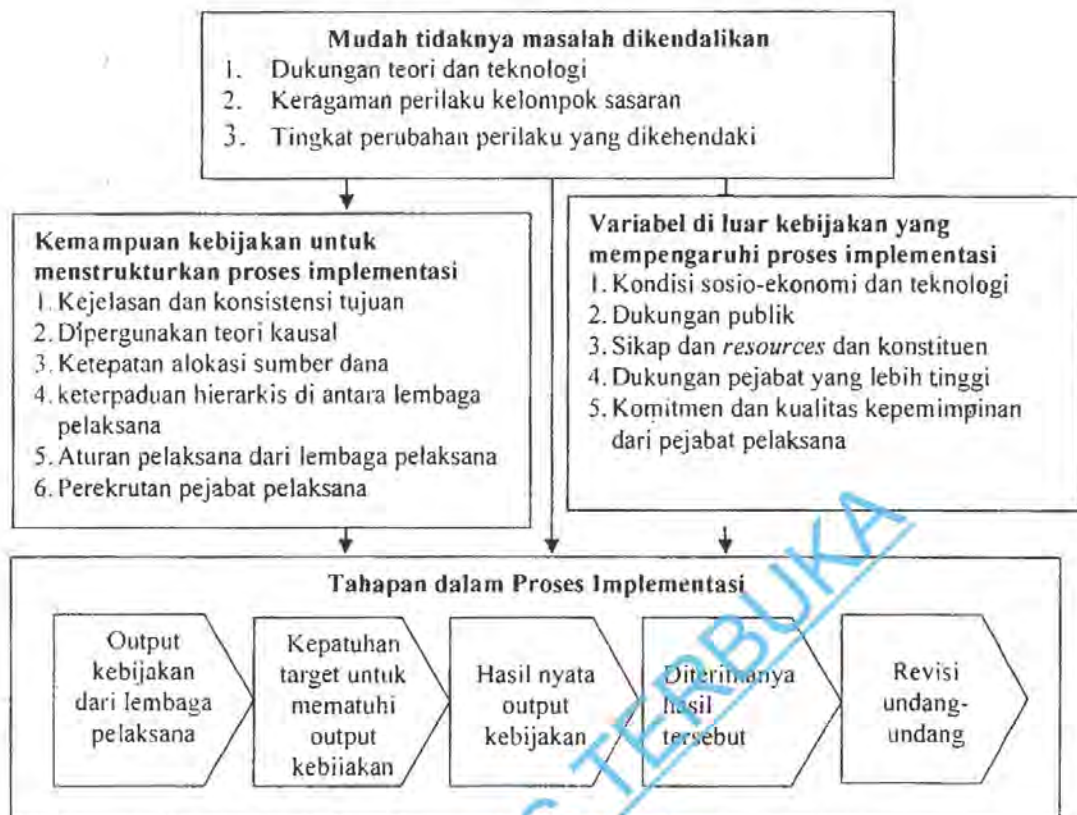 Mudah tidaknya masalah dikendalikan
1. Dukungan teori dan teknologi
2. Keragaman perilaku kelompok sasaran
3. Tingkat perubahan perilaku yang dikehendaki
Kemampuan kebijakan untuk
menstrukturkan proses implementasi
1. Kejelasan dan konsistensi tujuan
2. Dipergunakan teori kausal
3. Ketepatan alokasi sumber dana
4. keterpaduan hierarkis di antara lembaga
pelaksana
5. Aturan pelaksana dari lembaga pelaksana
6. Perekrutan pejabat pelaksana
Variabel di luar kebijakan yang
mempengaruhi proses implementasi
1. Kondisi sosio-ekonomi dan teknologi
2. Dukungan publik
3. Sikap dan resources dan konstituen
4. Dukungan pejabat yang lebih tinggi
5. Komitmen dan kualitas kepemimpinan
dari pejabat pelaksana
Tahapan dalam Proses Implementasi
Output
kebijakan
dari lembaga
pelaksana
Kepatuhan
target untuk
mematuhi
output
kebijakan
Hasil nyata
output
kebijakan
Diterimanya
hasil
tersebut
Revisi
undang-
undang
S TERBUKA